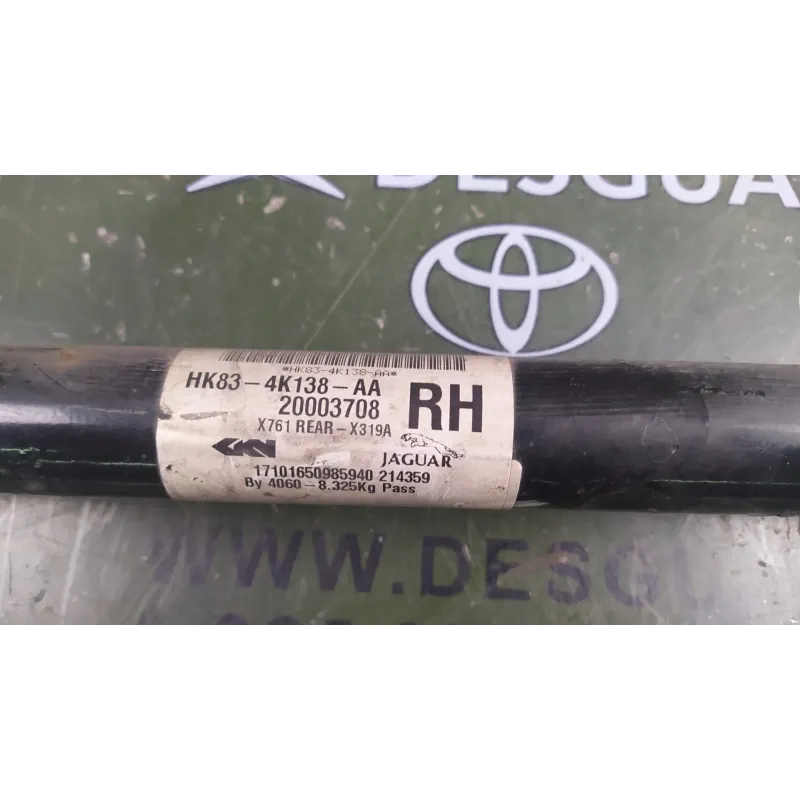 DESGUA
*HK83-4K138-AA*
HK83-4K138-AA
RH
20003708
X761 REAR-X319A
GKN
JAGUAR
17101650985940 214359
By 4060-8.325Kg Pass
WWW.DESGU